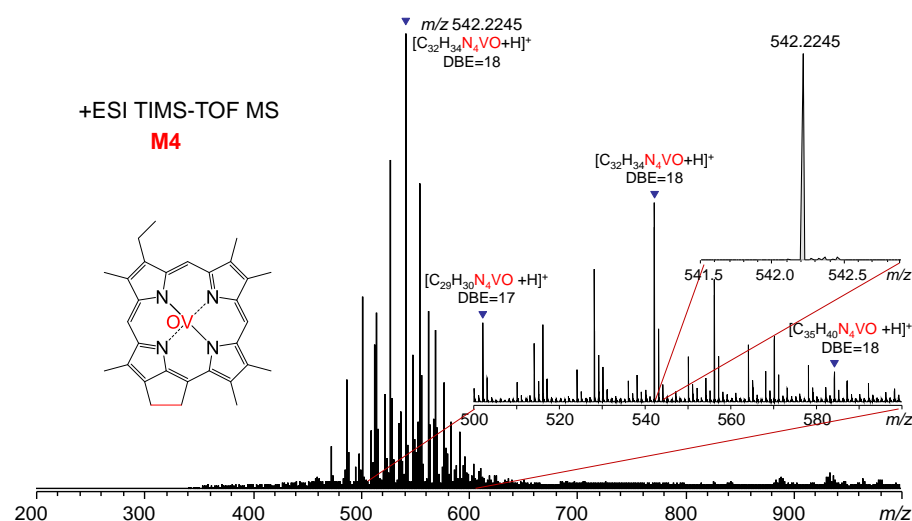 m/z 542.2245
[C₃₂H₃₄N₄VO+H]⁺
DBE=18
542.2245
+ESI TIMS-TOF MS
M4
[C₃₂H₃₄N₄VO+H]⁺
DBE=18
541.5 542.0 542.5 m/z
[C₂₉H₃₀N₄VO +H]⁺
DBE=17
[C₃₅H₄₀N₄VO +H]⁺
DBE=18
N N
OV
N N
500 520 540 560 580 m/z
200 300 400 500 600 700 800 900 m/z